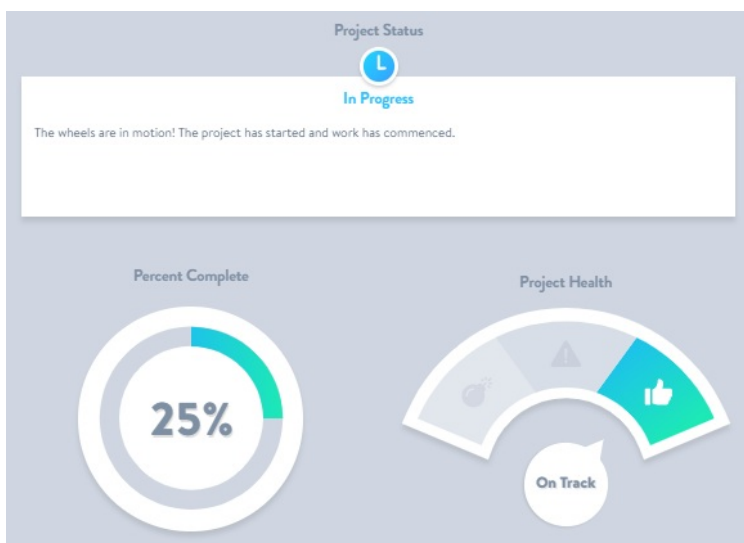 Project Status
In Progress
The wheels are in motion! The project has started and work has commenced.
Percent Complete
Project Health
25%
On Track